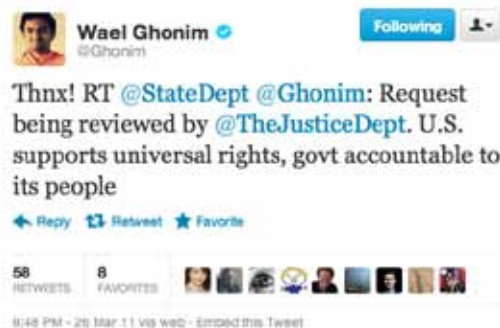 Wael Ghonim
@Ghonim
Following
Thnx! RT @StateDept @Ghonim: Request
being reviewed by @TheJusticeDept. U.S.
supports universal rights, govt accountable to
its people
Reply Retweet Favorite
58 8
RETWEETS FAVORITES
8:48 PM - 26 Mar 11 via web - Embed this Tweet